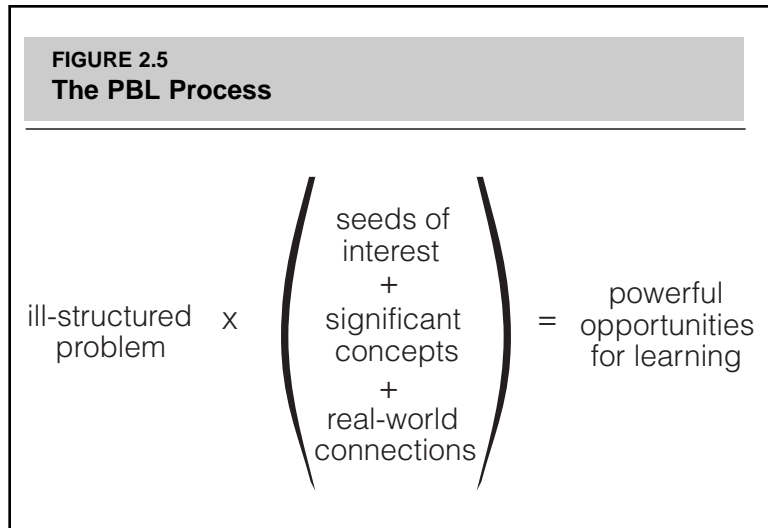 FIGURE 2.5
The PBL Process
ill-structured
problem
x
seeds of
interest
+
significant
concepts
+
real-world
connections
=
powerful
opportunities
for learning